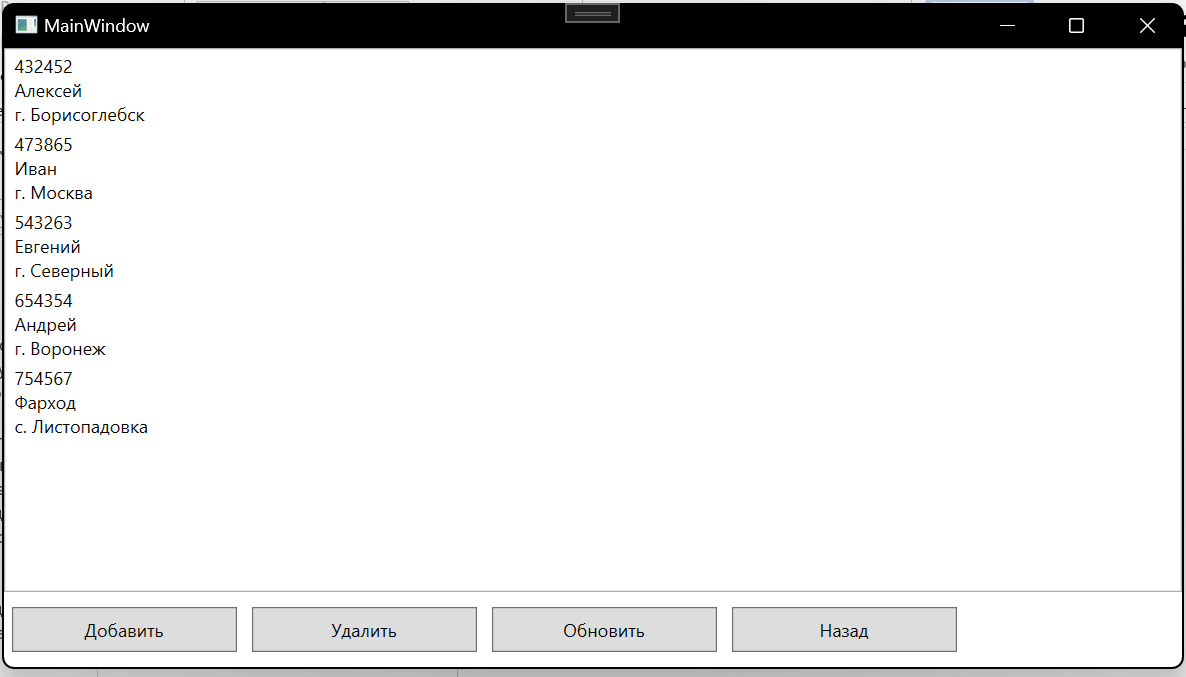 MainWindow
432452
Алексей
г. Борисоглебск
473865
Иван
г. Москва
543263
Евгений
г. Северный
654354
Андрей
г. Воронеж
754567
Фарход
с. Листопадовка
Добавить
Удалить
Обновить
Назад